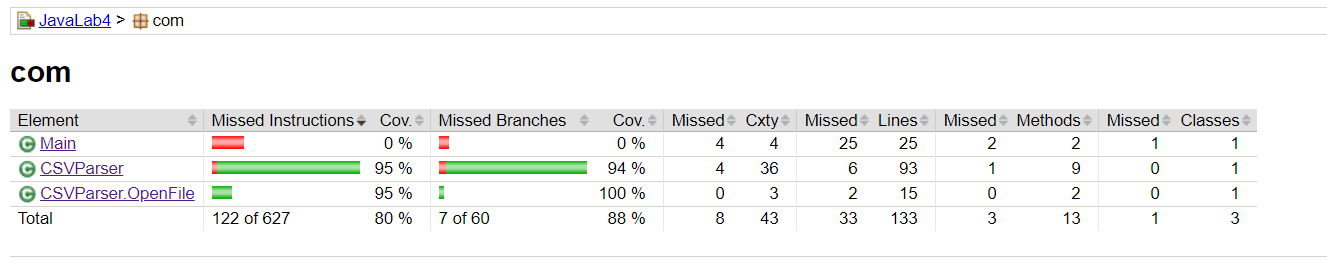 JavaLab4 > com
com
Element Missed Instructions Cov. Missed Branches Cov. Missed Cxty Missed Lines Missed Methods Missed Classes
Main 0 % 0 % 4 4 25 25 2 2 1 1
CSVParser 95 % 94 % 4 36 6 93 1 9 0 1
CSVParser.OpenFile 95 % 100 % 0 3 2 15 0 2 0 1
Total 122 of 627 80 % 7 of 60 88 % 8 43 33 133 3 13 1 3